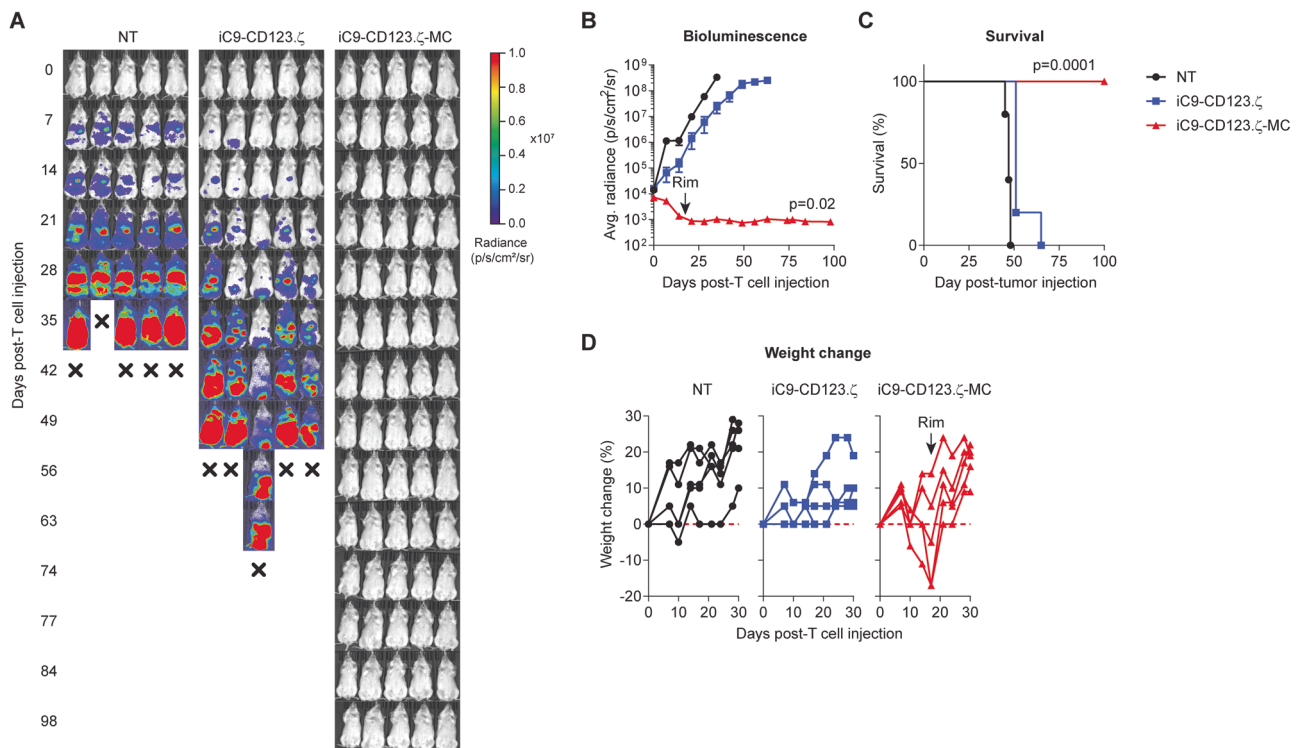 A
NT
iC9-CD123.ζ
iC9-CD123.ζ-MC
Days post-T cell injection
0
7
14
21
28
35
42
49
56
63
74
77
84
98
1.0
0.8
0.6
0.4
0.2
0.0
x10⁷
Radiance
(p/s/cm²/sr)
B
Bioluminescence
Avg. radiance (p/s/cm²/sr)
10⁹
10⁸
10⁷
10⁶
10⁵
10⁴
10³
10²
Rim
p=0.02
0 25 50 75 100
Days post-T cell injection
C
Survival
p=0.0001
Survival (%)
100
50
0
0 25 50 75 100
Day post-tumor injection
NT
iC9-CD123.ζ
iC9-CD123.ζ-MC
D
Weight change
NT
iC9-CD123.ζ
iC9-CD123.ζ-MC
Rim
Weight change (%)
30
20
10
0
-10
-20
0 10 20 30
0 10 20 30
0 10 20 30
Days post-T cell injection